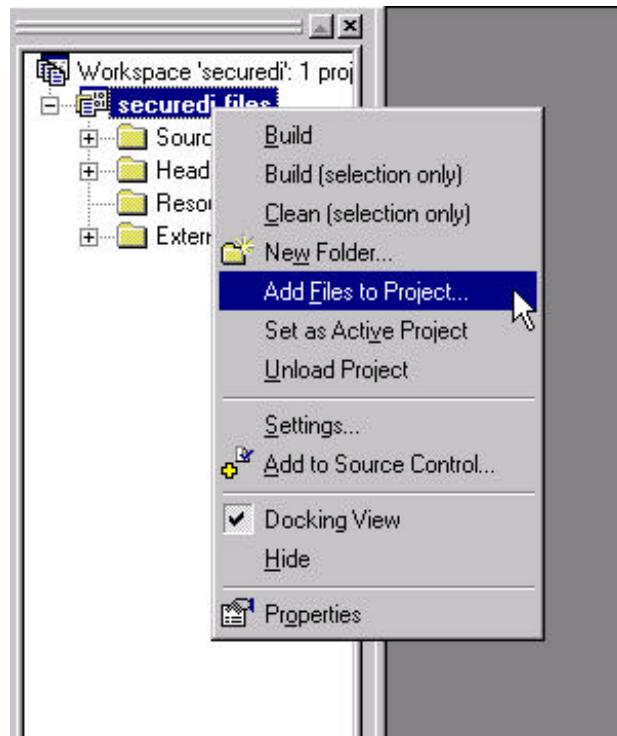 Workspace 'securedi': 1 proj
securedi files
Sourc
Head
Resou
Extern
Build
Build (selection only)
Clean (selection only)
New Folder...
Add Files to Project...
Set as Active Project
Unload Project
Settings...
Add to Source Control...
Docking View
Hide
Properties